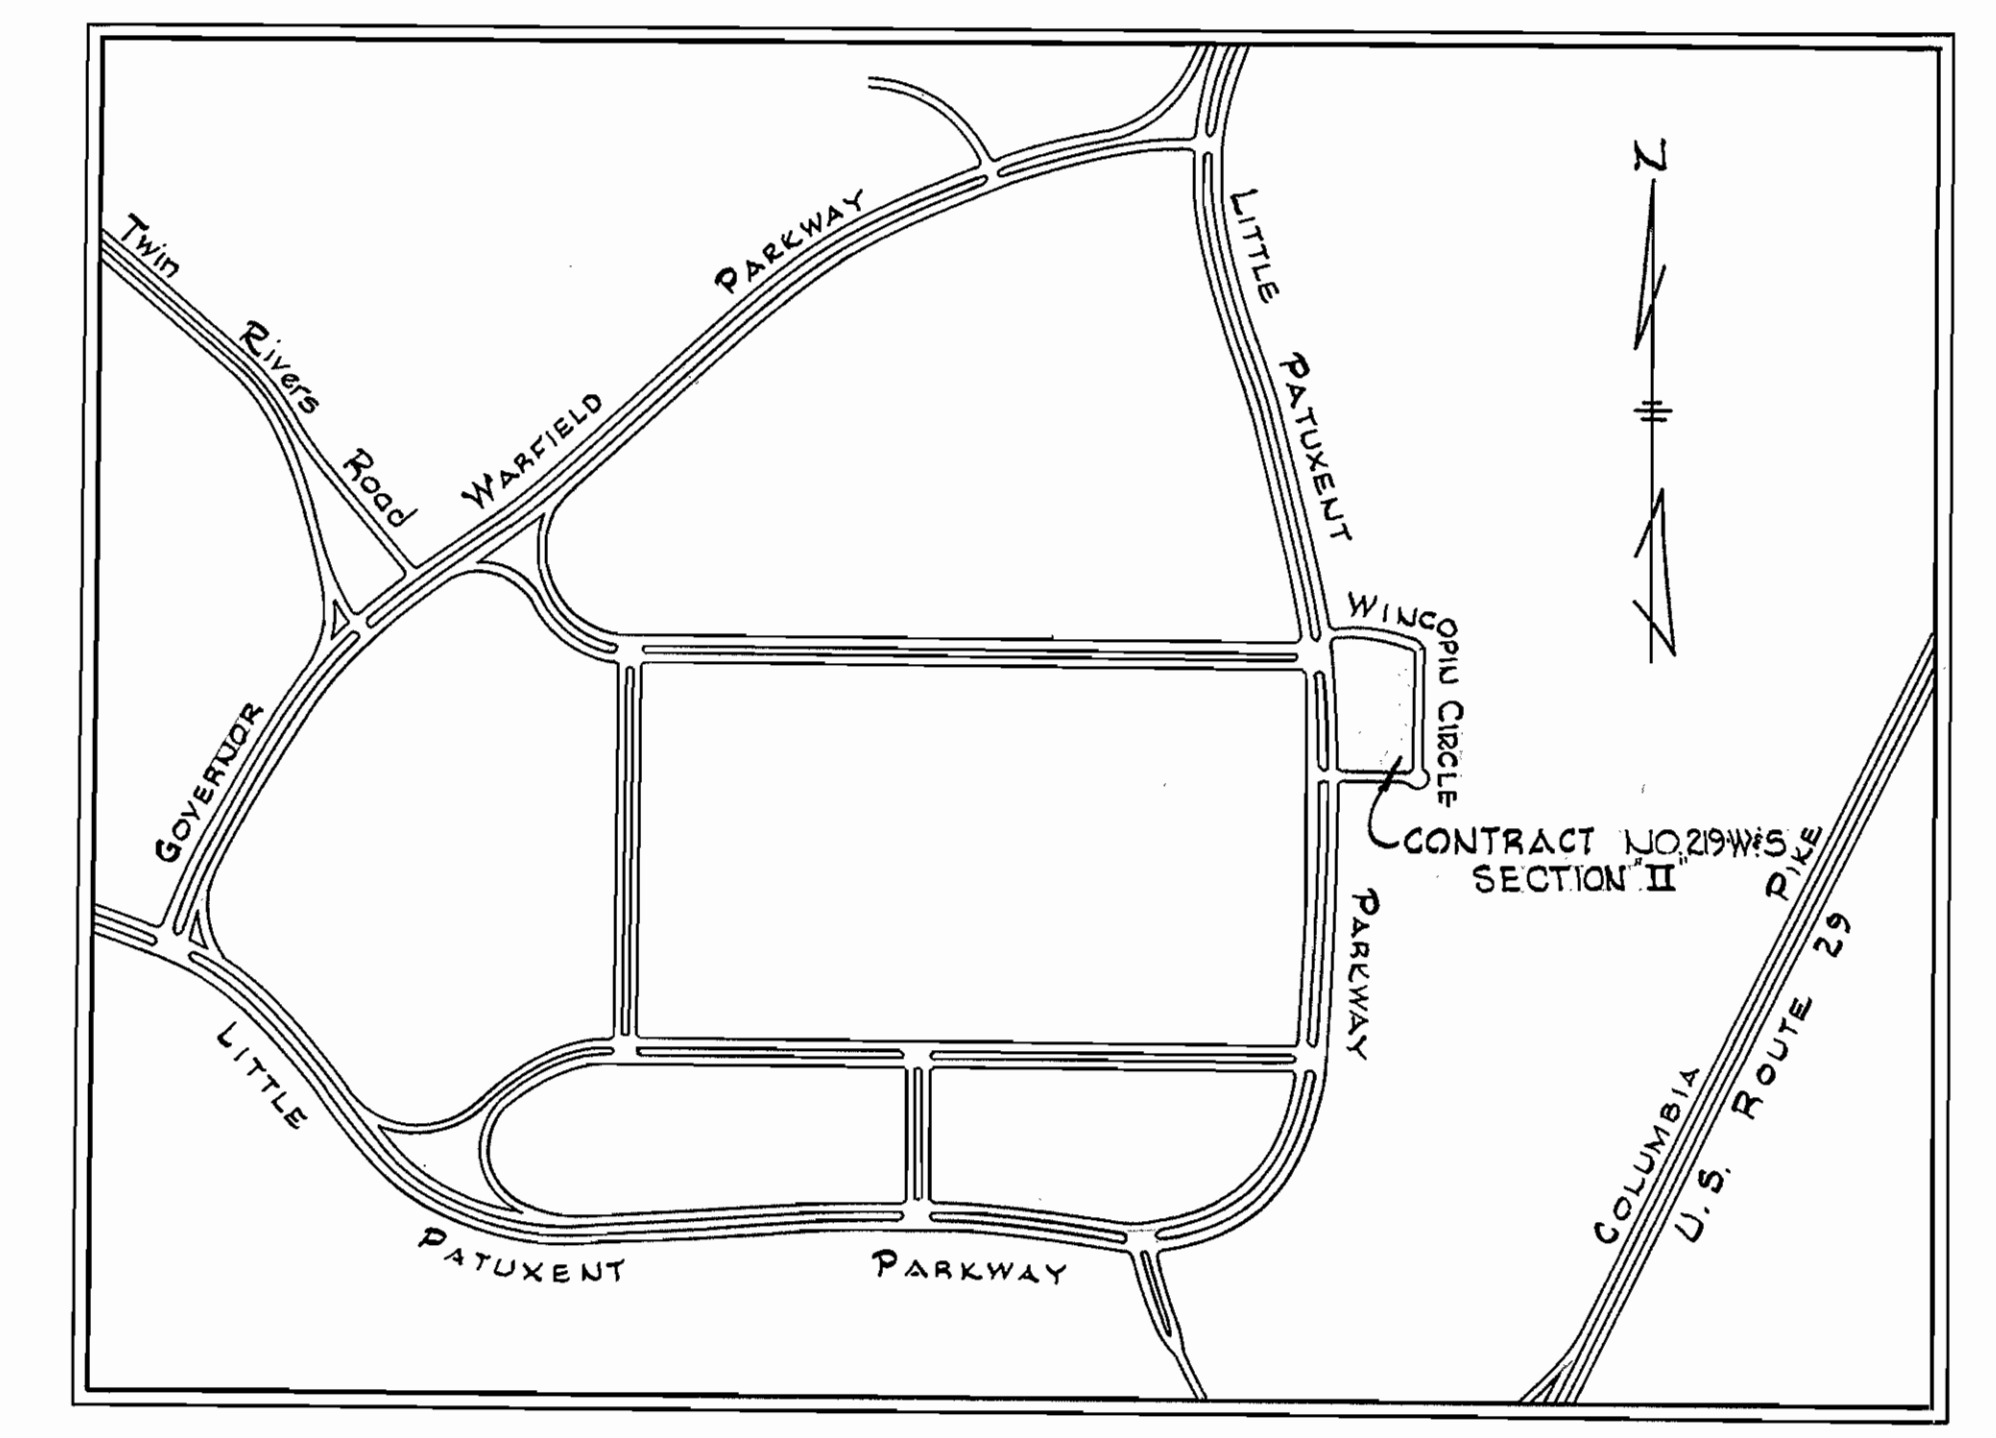 Twin Rivers Road
GOVERNOR WARFIELD PARKWAY
LITTLE PATUXENT PARKWAY
N
WINCOPIN CIRCLE
CONTRACT NO. 219-W&S
SECTION "II"
COLUMBIA PIKE
U.S. ROUTE 29
LITTLE PATUXENT PARKWAY